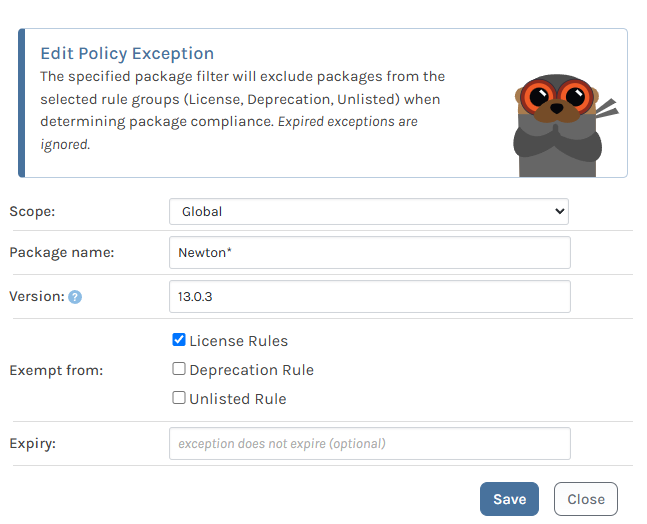 Edit Policy Exception
The specified package filter will exclude packages from the
selected rule groups (License, Deprecation, Unlisted) when
determining package compliance. Expired exceptions are
ignored.
Scope: Global
Package name: Newton*
Version: ? 13.0.3
License Rules
Exempt from: Deprecation Rule
Unlisted Rule
Expiry: exception does not expire (optional)
Save Close